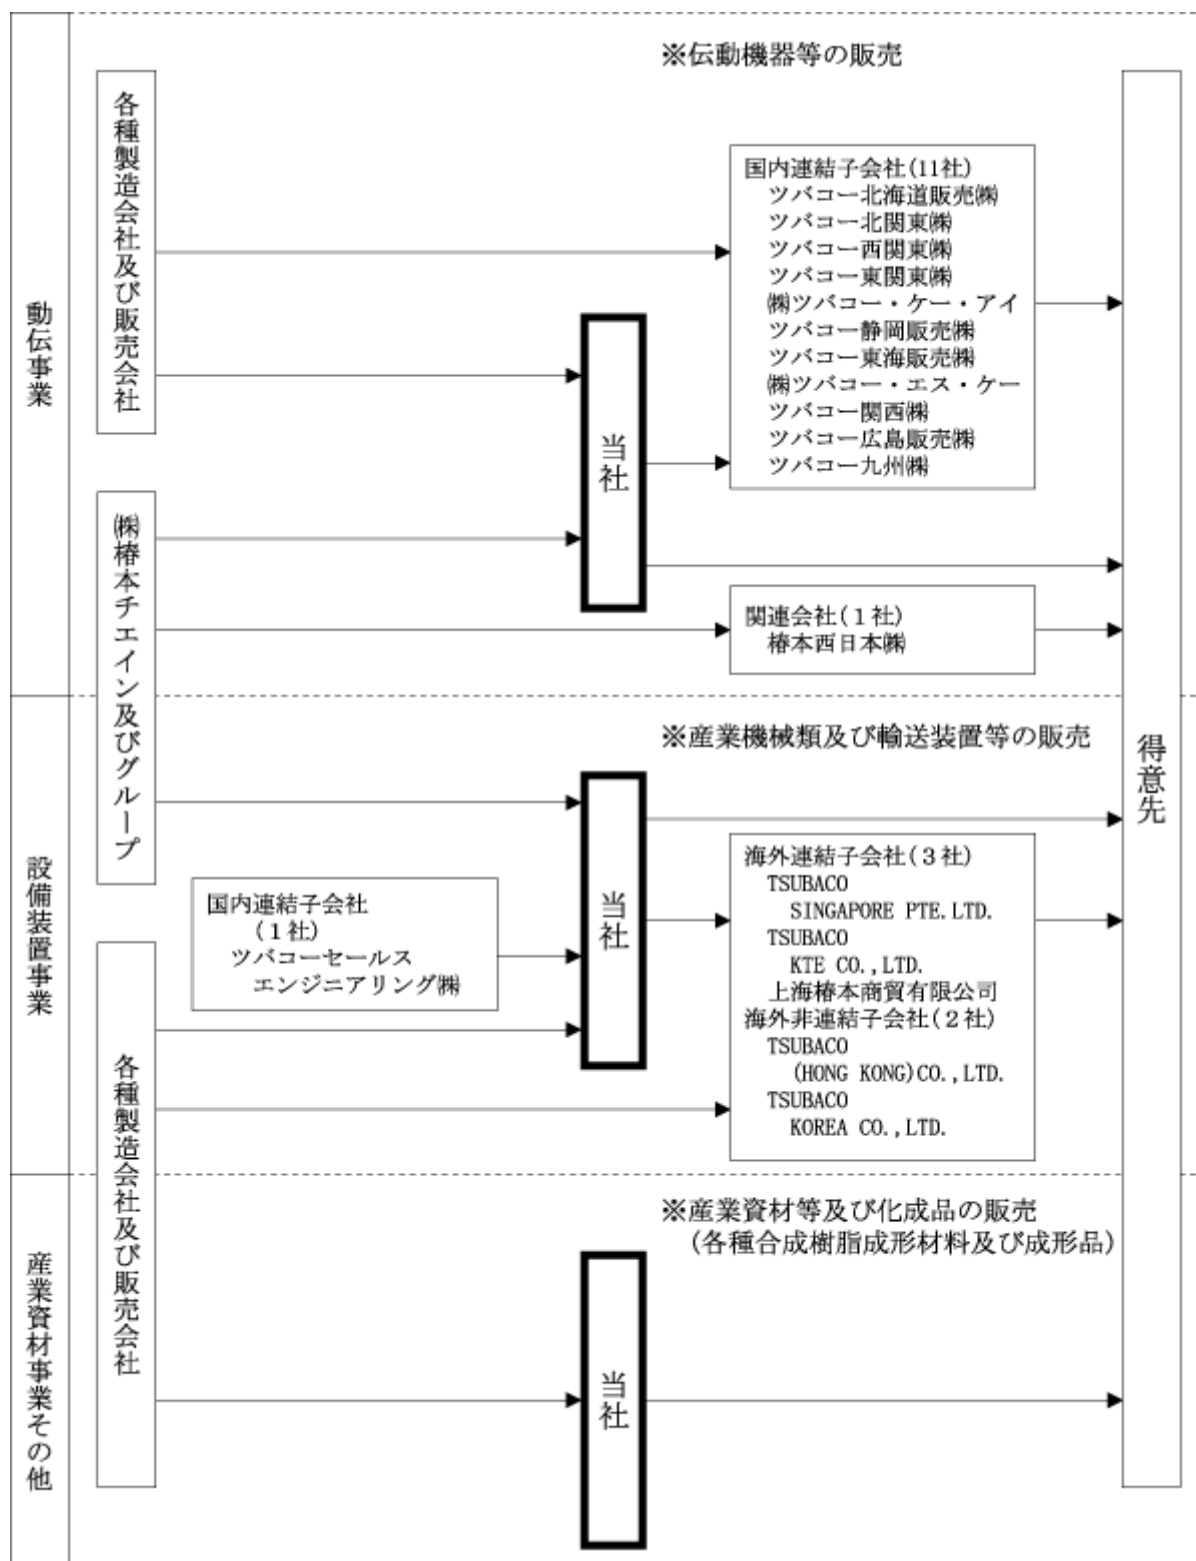 動伝事業
各種製造会社及び販売会社
※伝動機器等の販売
国内連結子会社(11社)
ツバコー北海道販売㈱
ツバコー北関東㈱
ツバコー西関東㈱
ツバコー東関東㈱
㈱ツバコー・ケー・アイ
ツバコー静岡販売㈱
ツバコー東海販売㈱
㈱ツバコー・エス・ケー
ツバコー関西㈱
ツバコー広島販売㈱
ツバコー九州㈱
当社
㈱椿本チエイン及びグループ
関連会社(1社)
椿本西日本㈱
得意先
設備装置事業
※産業機械類及び輸送装置等の販売
当社
国内連結子会社
(1社)
ツバコーセールス
エンジニアリング㈱
海外連結子会社(3社)
TSUBACO
SINGAPORE PTE.LTD.
TSUBACO
KTE CO.,LTD.
上海椿本商貿有限公司
海外非連結子会社(2社)
TSUBACO
(HONG KONG)CO.,LTD.
TSUBACO
KOREA CO.,LTD.
各種製造会社及び販売会社
産業資材事業その他
※産業資材等及び化成品の販売
(各種合成樹脂成形材料及び成形品)
当社